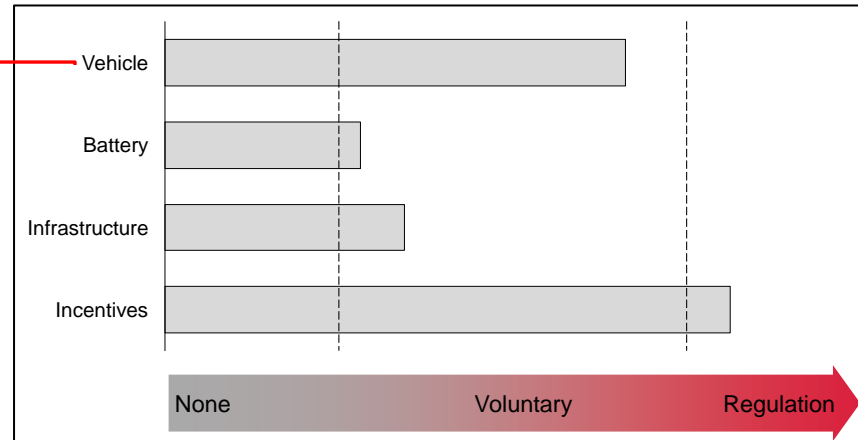 Vehicle
Battery
Infrastructure
Incentives
None Voluntary Regulation